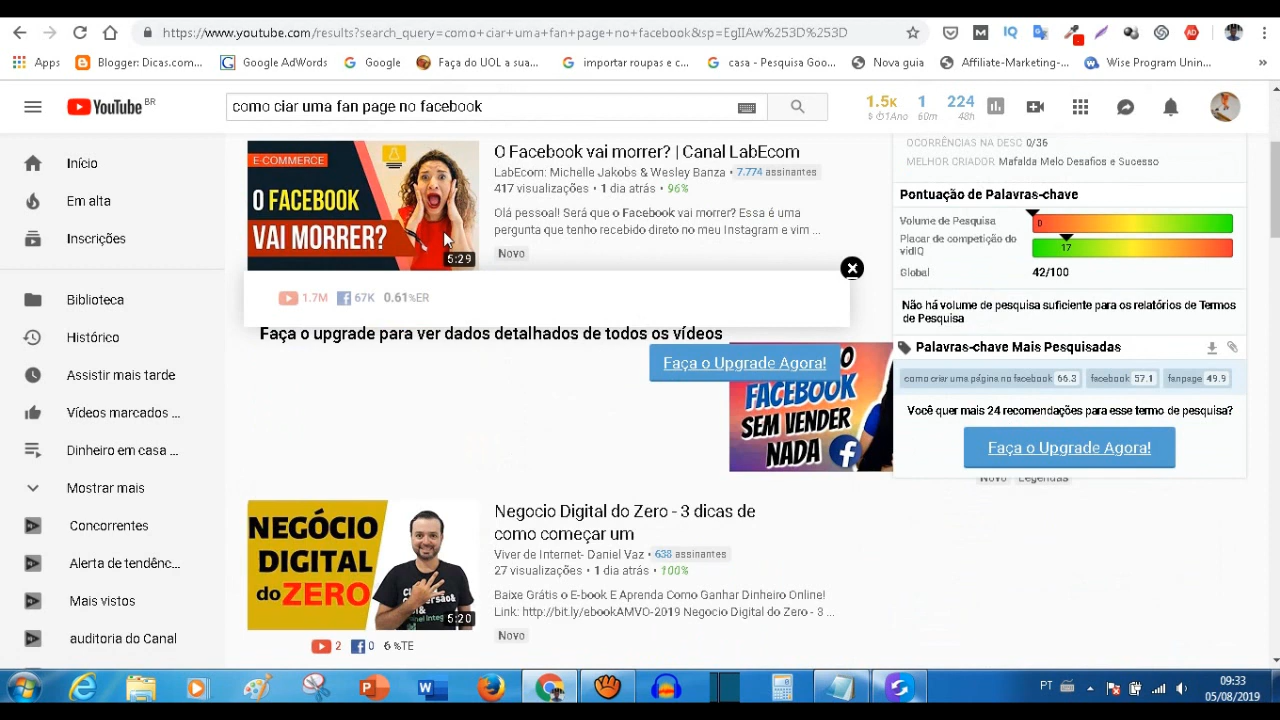 https://www.youtube.com/results?search_query=como+ciar+uma+fan+page+no+facebook&sp=EgIIAw%253D%253D
Apps
Blogger: Dicas.com...
Google AdWords
Google
Faça do UOL a sua...
importar roupas e c...
casa - Pesquisa Goo...
Nova guia
Affiliate-Marketing-...
Wise Program Unin...
»
YouTube BR
como ciar uma fan page no facebook
1.5K
1Ano
1
60m
224
48h
Início
Em alta
Inscrições
Biblioteca
Histórico
Assistir mais tarde
Vídeos marcados ...
Dinheiro em casa ...
Mostrar mais
Concorrentes
Alerta de tendênc...
Mais vistos
auditoria do Canal
E-COMMERCE
O FACEBOOK
VAI MORRER?
5:29
O Facebook vai morrer? | Canal LabEcom
LabEcom: Michelle Jakobs & Wesley Banza • 7.774 assinantes
417 visualizações • 1 dia atrás • 96%
Olá pessoal! Será que o Facebook vai morrer? Essa é uma
pergunta que tenho recebido direto no meu Instagram e vim ...
Novo
1.7M 67K 0.61%ER
Faça o upgrade para ver dados detalhados de todos os vídeos
Faça o Upgrade Agora!
FACEBOOK
SEM VENDER
NADA
Novo Legendas
NEGÓCIO
DIGITAL
do ZERO
5:20
Negocio Digital do Zero - 3 dicas de
como começar um
Viver de Internet- Daniel Vaz • 638 assinantes
27 visualizações • 1 dia atrás • 100%
Baixe Grátis o E-book E Aprenda Como Ganhar Dinheiro Online!
Link: http://bit.ly/ebookAMVO-2019 Negocio Digital do Zero - 3 ...
Novo
2 0 6 %TE
OCORRÊNCIAS NA DESC 0/36
MELHOR CRIADOR Mafalda Melo Desafios e Sucesso
Pontuação de Palavras-chave
Volume de Pesquisa
0
Placar de competição do
vidIQ
17
Global
42/100
Não há volume de pesquisa suficiente para os relatórios de Termos
de Pesquisa
Palavras-chave Mais Pesquisadas
como criar uma página no facebook 66.3
facebook 57.1
fanpage 49.9
Você quer mais 24 recomendações para esse termo de pesquisa?
Faça o Upgrade Agora!
PT
09:33
05/08/2019